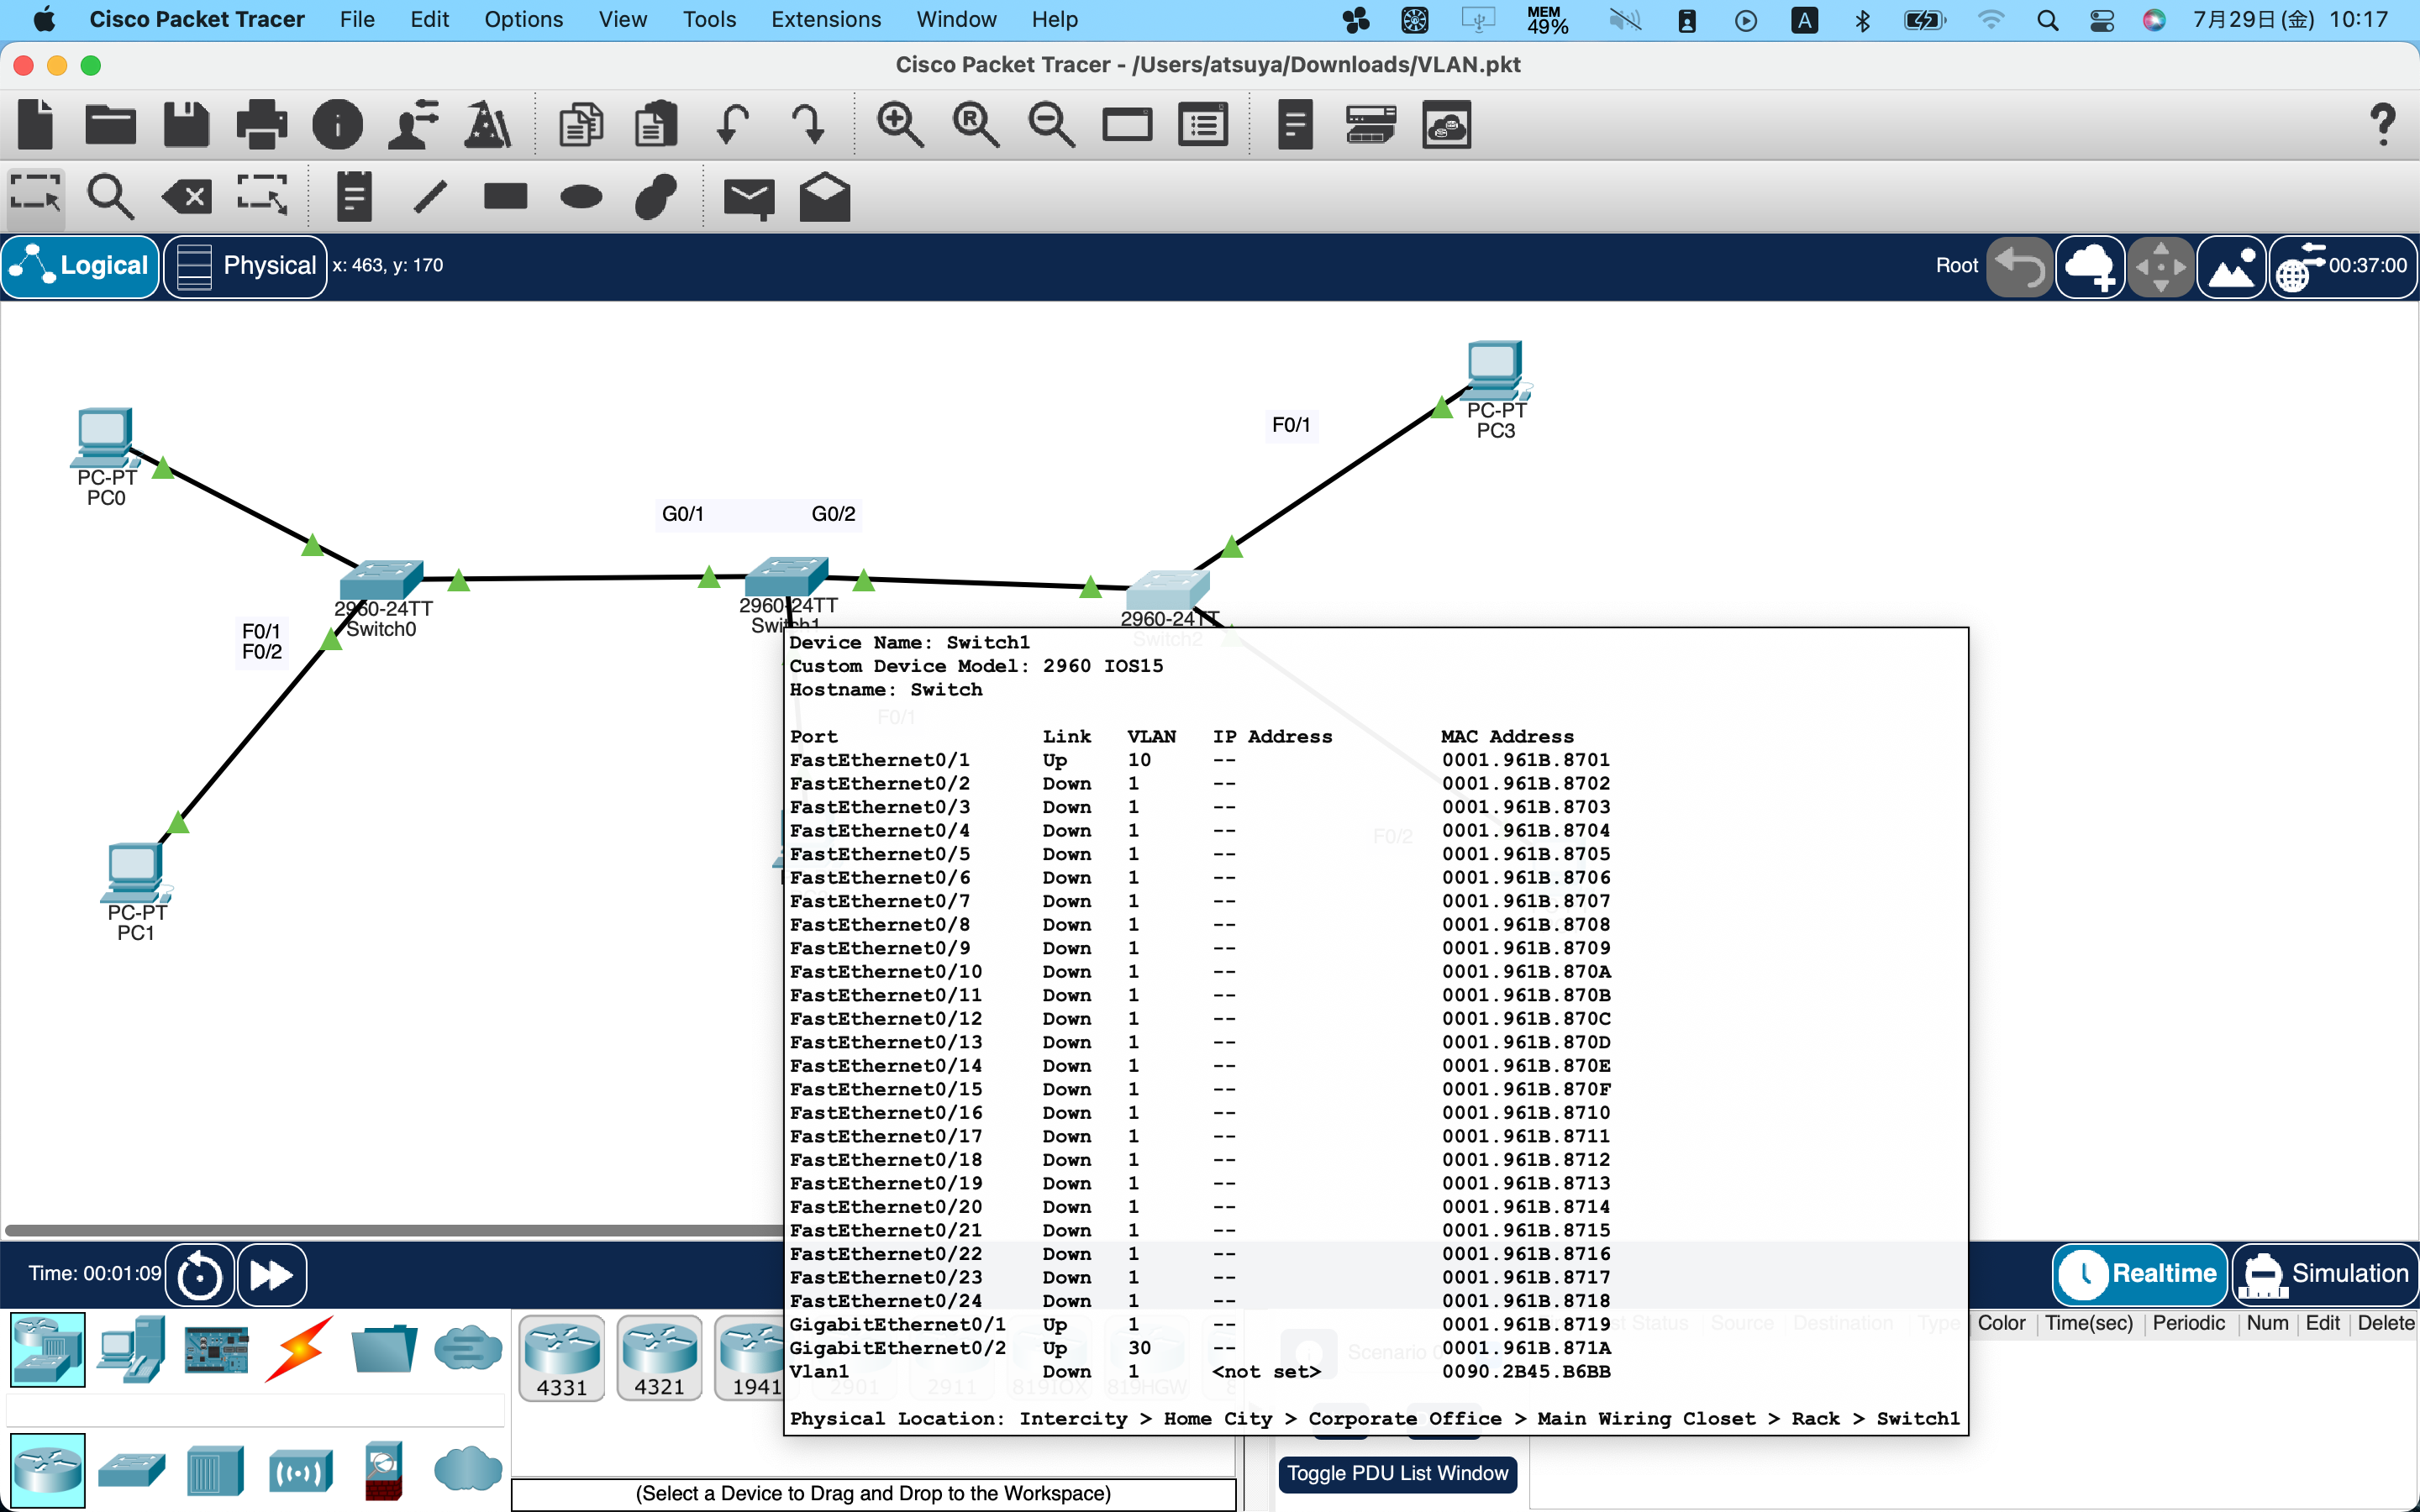 Cisco Packet Tracer File Edit Options View Tools Extensions Window Help MEM 49% A 7月29日(金) 10:17
Cisco Packet Tracer - /Users/atsuya/Downloads/VLAN.pkt
R
Logical Physical x: 463, y: 170 Root 00:37:00
PC-PT
PC3
F0/1
PC-PT
PC0
G0/1 G0/2
2960-24TT
Switch0
2960-24TT
Switch1
2960-24TT
Switch2
F0/1
F0/2
PC-PT
PC1
F0/1
F0/2
Device Name: Switch1
Custom Device Model: 2960 IOS15
Hostname: Switch
Port Link VLAN IP Address MAC Address
FastEthernet0/1 Up 10 -- 0001.961B.8701
FastEthernet0/2 Down 1 -- 0001.961B.8702
FastEthernet0/3 Down 1 -- 0001.961B.8703
FastEthernet0/4 Down 1 -- 0001.961B.8704
FastEthernet0/5 Down 1 -- 0001.961B.8705
FastEthernet0/6 Down 1 -- 0001.961B.8706
FastEthernet0/7 Down 1 -- 0001.961B.8707
FastEthernet0/8 Down 1 -- 0001.961B.8708
FastEthernet0/9 Down 1 -- 0001.961B.8709
FastEthernet0/10 Down 1 -- 0001.961B.870A
FastEthernet0/11 Down 1 -- 0001.961B.870B
FastEthernet0/12 Down 1 -- 0001.961B.870C
FastEthernet0/13 Down 1 -- 0001.961B.870D
FastEthernet0/14 Down 1 -- 0001.961B.870E
FastEthernet0/15 Down 1 -- 0001.961B.870F
FastEthernet0/16 Down 1 -- 0001.961B.8710
FastEthernet0/17 Down 1 -- 0001.961B.8711
FastEthernet0/18 Down 1 -- 0001.961B.8712
FastEthernet0/19 Down 1 -- 0001.961B.8713
FastEthernet0/20 Down 1 -- 0001.961B.8714
FastEthernet0/21 Down 1 -- 0001.961B.8715
FastEthernet0/22 Down 1 -- 0001.961B.8716
FastEthernet0/23 Down 1 -- 0001.961B.8717
FastEthernet0/24 Down 1 -- 0001.961B.8718
GigabitEthernet0/1 Up 1 -- 0001.961B.8719
GigabitEthernet0/2 Up 30 -- 0001.961B.871A
Vlan1 Down 1 <not set> 0090.2B45.B6BB
Physical Location: Intercity > Home City > Corporate Office > Main Wiring Closet > Rack > Switch1
Time: 00:01:09 Realtime Simulation
4331 4321 1941 2901 2911 819IOX 819HGW
Scenario 0
Status Source Destination Type Color Time(sec) Periodic Num Edit Delete
Toggle PDU List Window
(Select a Device to Drag and Drop to the Workspace)